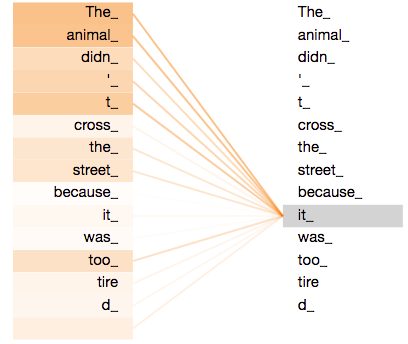 The_
animal_
didn_
'_
t_
cross_
the_
street_
because_
it_
was_
too_
tire
d_
The_
animal_
didn_
'_
t_
cross_
the_
street_
because_
it_
was_
too_
tire
d_